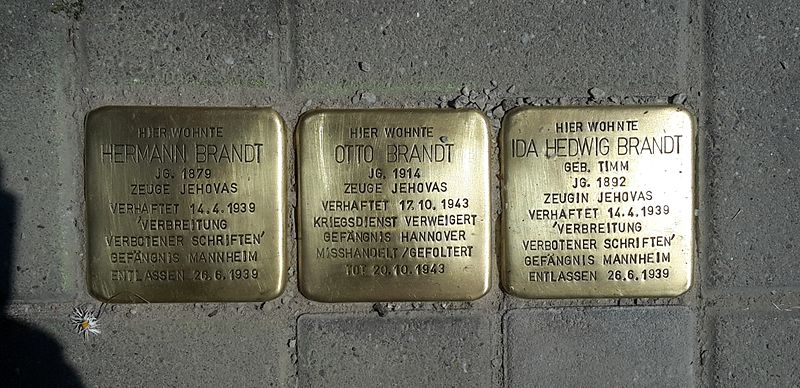 HIER WOHNTE
HERMANN BRANDT
JG. 1879
ZEUGE JEHOVAS
VERHAFTET 14.4.1939
'VERBREITUNG
VERBOTENER SCHRIFTEN'
GEFÄNGNIS MANNHEIM
ENTLASSEN 26.6.1939
HIER WOHNTE
OTTO BRANDT
JG. 1914
ZEUGE JEHOVAS
VERHAFTET 17.10.1943
KRIEGSDIENST VERWEIGERT
GEFÄNGNIS HANNOVER
MISSHANDELT/GEFOLTERT
TOT 20.10.1943
HIER WOHNTE
IDA HEDWIG BRANDT
GEB. TIMM
JG. 1892
ZEUGIN JEHOVAS
VERHAFTET 14.4.1939
'VERBREITUNG
VERBOTENER SCHRIFTEN'
GEFÄNGNIS MANNHEIM
ENTLASSEN 26.6.1939